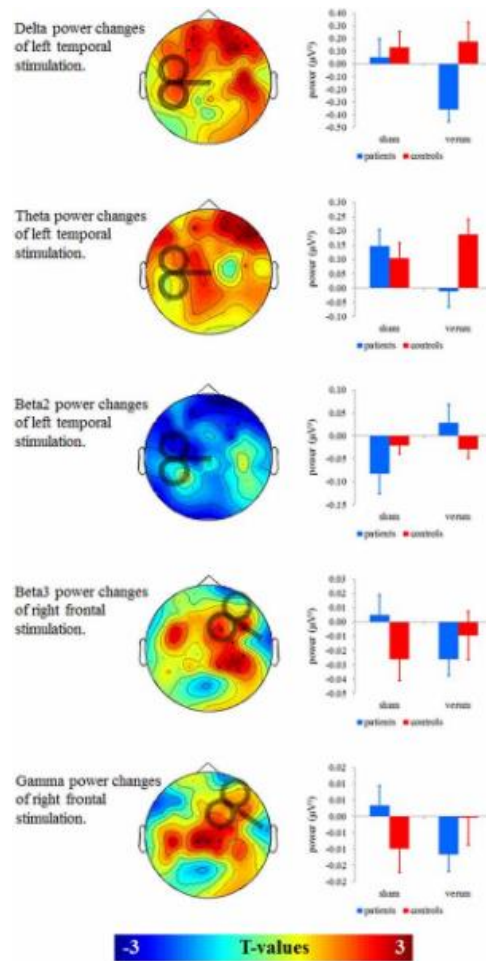 Delta power changes
of left temporal
stimulation.
power (μV²)
0.40
0.30
0.20
0.10
0.00
-0.10
-0.20
-0.30
-0.40
-0.50
sham
verum
patients controls
Theta power changes
of left temporal
stimulation.
power (μV²)
0.30
0.25
0.20
0.15
0.10
0.05
0.00
-0.05
-0.10
sham
verum
patients controls
Beta2 power changes
of left temporal
stimulation.
power (μV²)
0.10
0.05
0.00
-0.05
-0.10
-0.15
sham
verum
patients controls
Beta3 power changes
of right frontal
stimulation.
power (μV²)
0.03
0.02
0.01
0.00
-0.01
-0.02
-0.03
-0.04
-0.05
sham
verum
patients controls
Gamma power changes
of right frontal
stimulation.
power (μV²)
0.02
0.01
0.01
0.00
-0.01
-0.01
-0.02
-0.02
sham
verum
patients controls
-3 T-values 3